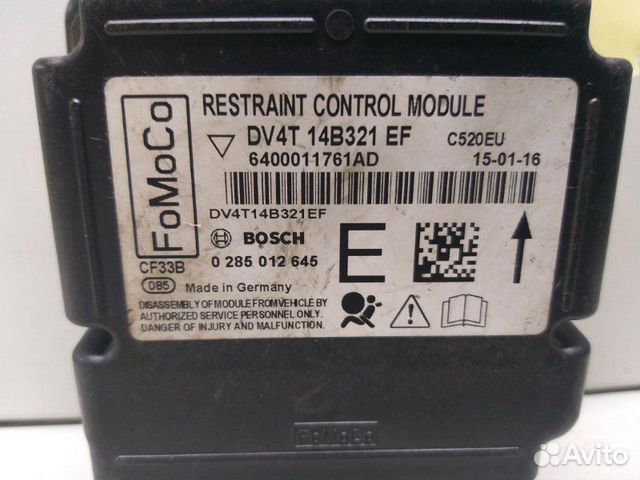 FoMoCo
RESTRAINT CONTROL MODULE
DV4T 14B321 EF C520EU
6400011761AD 15-01-16
DV4T14B321EF
BOSCH
E
CF33B
0 285 012 645
085
Made in Germany
DISASSEMBLY OF MODULE FROM VEHICLE BY
AUTHORIZED SERVICE PERSONNEL ONLY.
DANGER OF INJURY AND MALFUNCTION.
FoMoCo
Avito